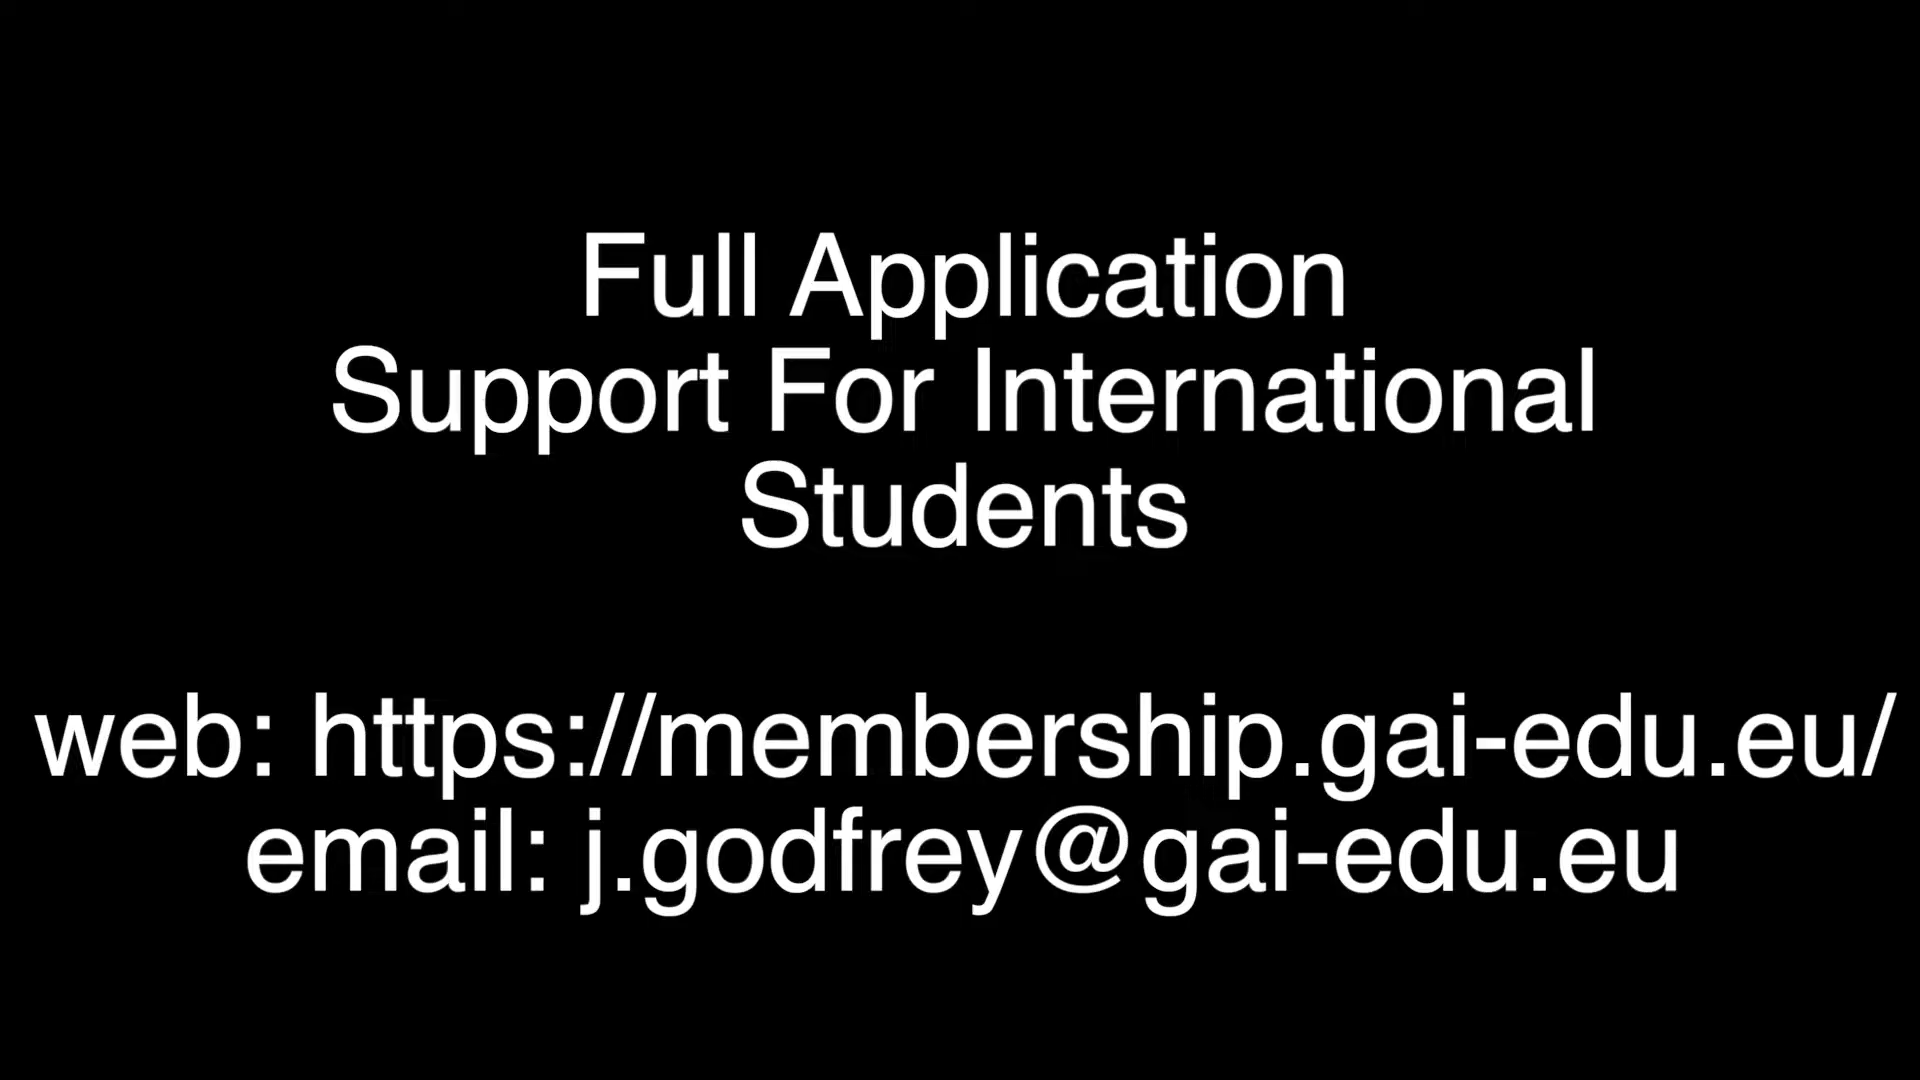 Full Application
Support For International
Students
web: https://membership.gai-edu.eu/
email: j.godfrey@gai-edu.eu